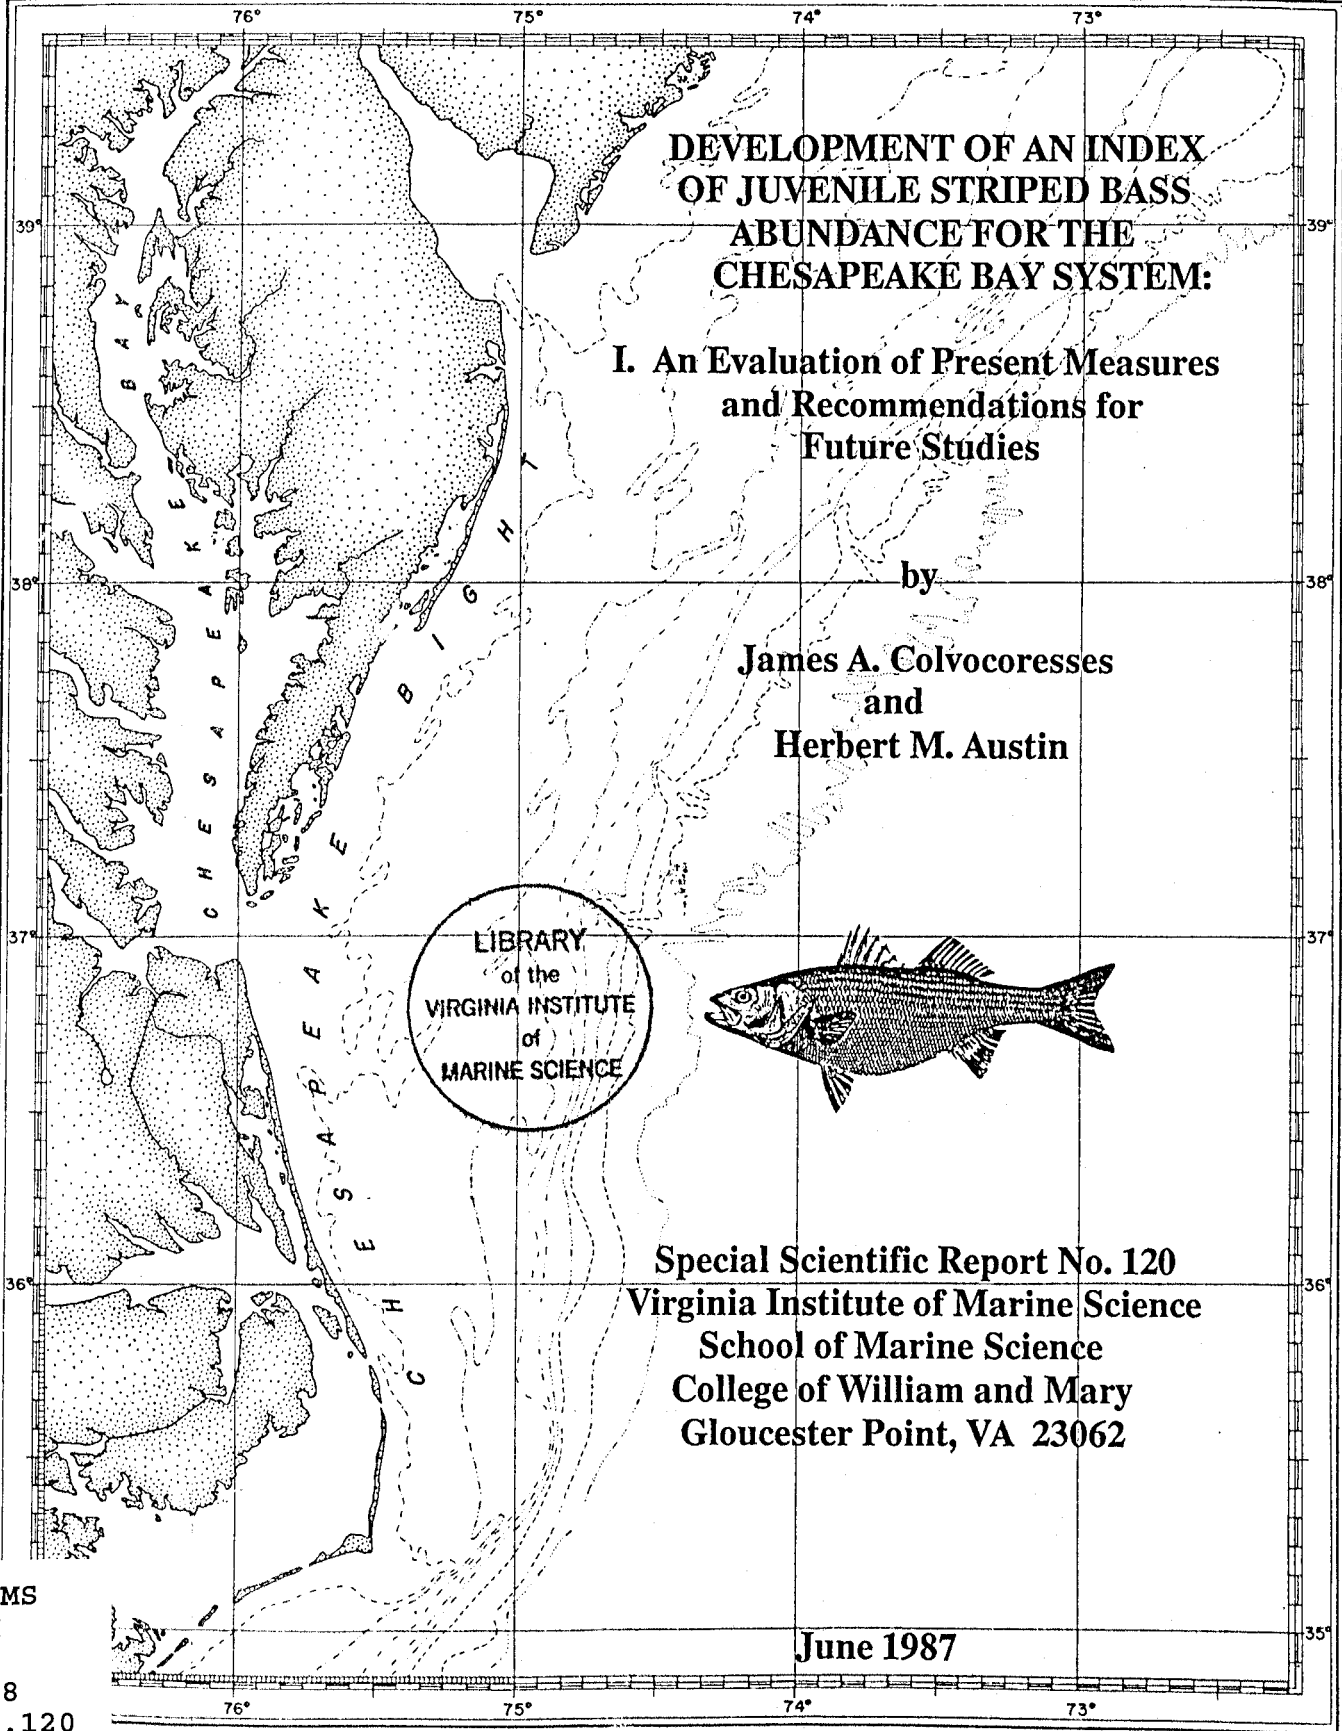 76° 75° 74° 73°
DEVELOPMENT OF AN INDEX
OF JUVENILE STRIPED BASS
ABUNDANCE FOR THE
CHESAPEAKE BAY SYSTEM:
39° 39°
I. An Evaluation of Present Measures
and Recommendations for
Future Studies
by
38° 38°
James A. Colvocoresses
and
Herbert M. Austin
CHESAPEAKE BAY
CHESAPEAKE BIGHT
37° 37°
LIBRARY
of the
VIRGINIA INSTITUTE
of
MARINE SCIENCE
Special Scientific Report No. 120
36° 36°
Virginia Institute of Marine Science
School of Marine Science
College of William and Mary
Gloucester Point, VA 23062
June 1987
35°
MS
8
.120
76° 75° 74° 73°